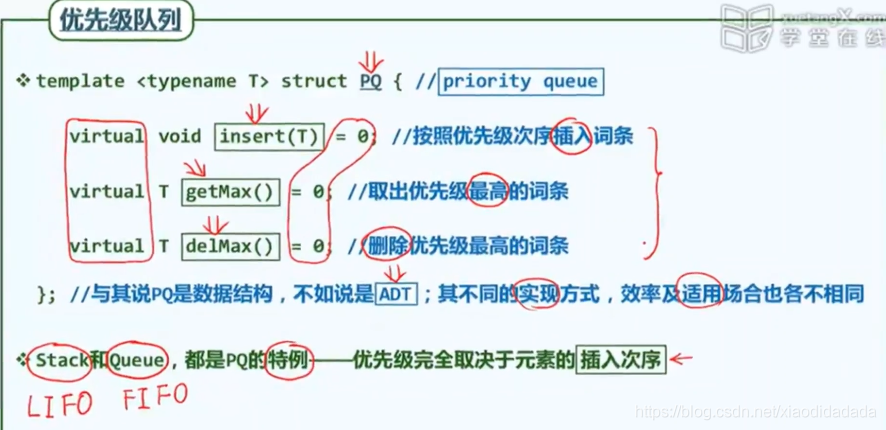 优先级队列
xuetangX.com
学堂在线
❖ template <typename T> struct PQ { // priority queue
virtual void insert(T) = 0; //按照优先级次序插入词条
virtual T getMax() = 0; //取出优先级最高的词条
virtual T delMax() = 0; //删除优先级最高的词条
}; //与其说PQ是数据结构，不如说是ADT；其不同的实现方式，效率及适用场合也各不相同
❖ Stack和Queue，都是PQ的特例——优先级完全取决于元素的插入次序
LIFO FIFO
https://blog.csdn.net/xiaodidadada